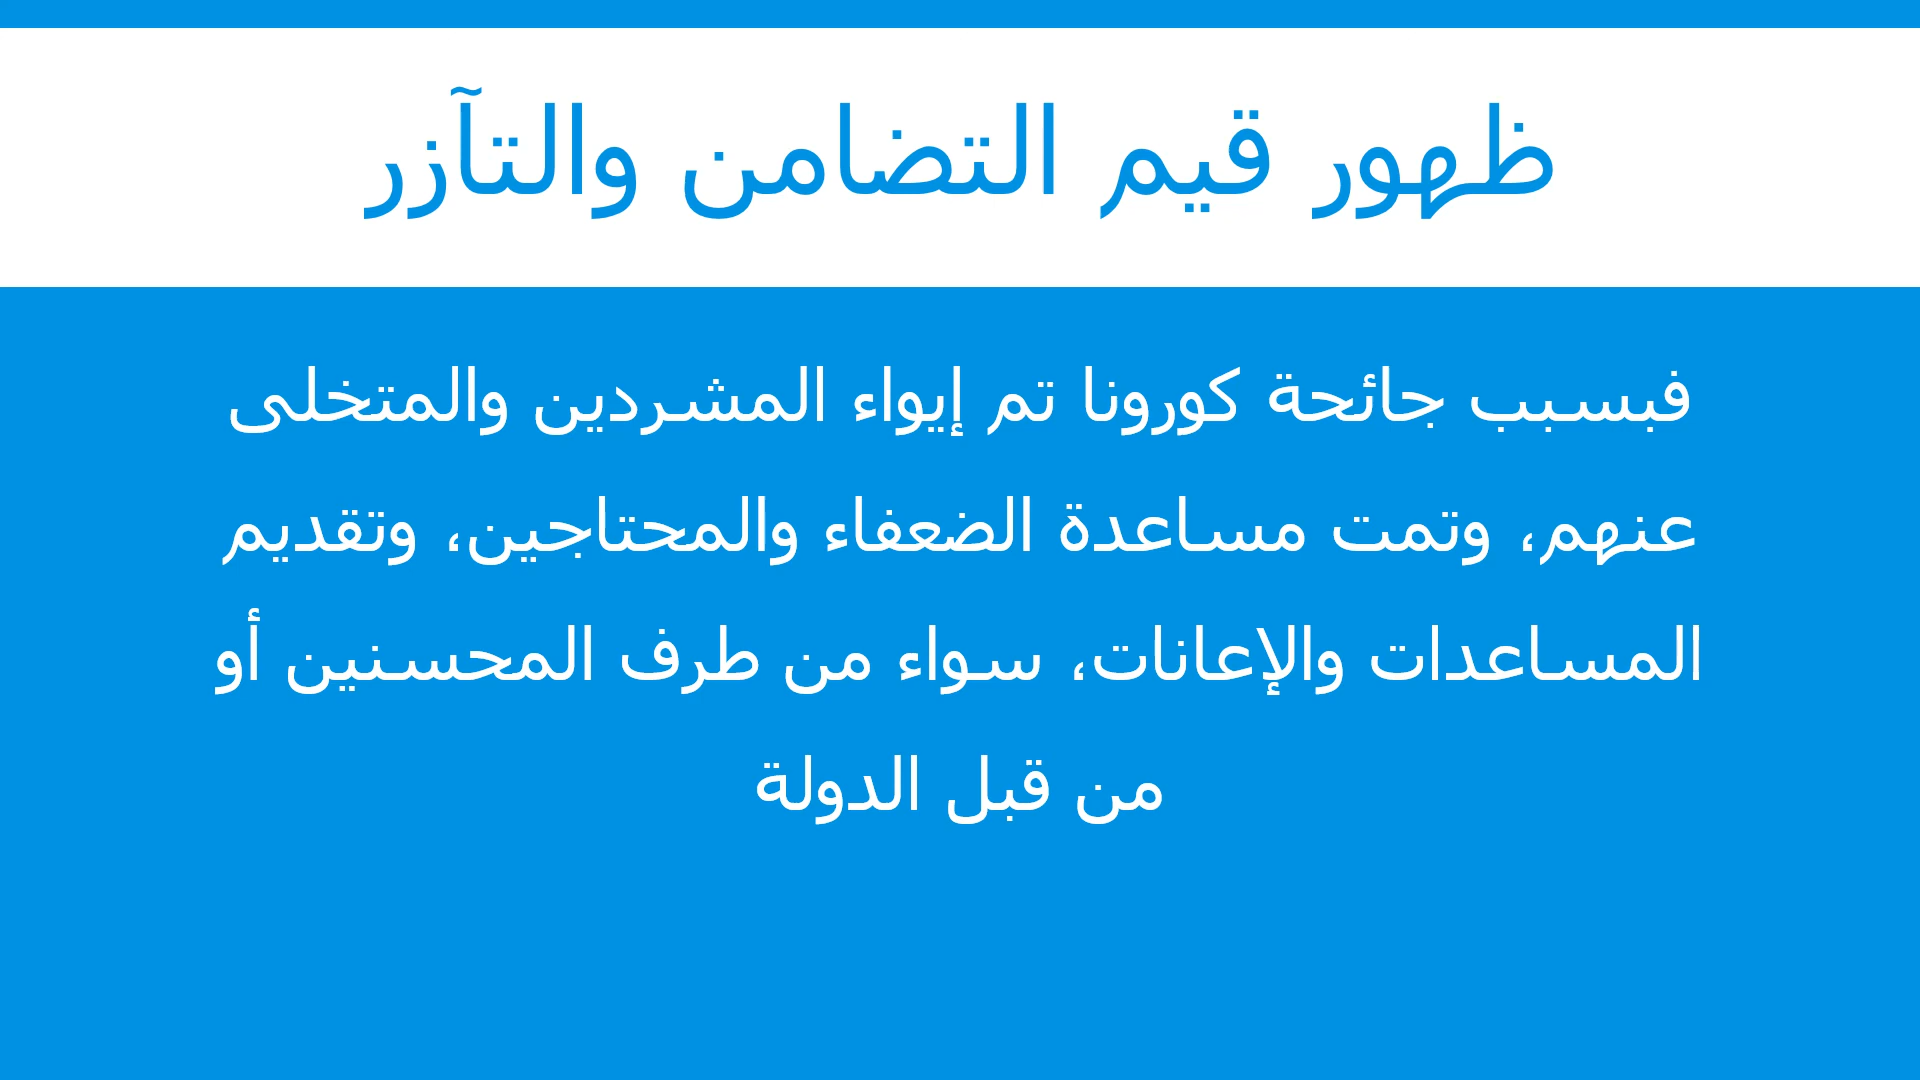 ظهور قيم التضامن والتآزر
فبسبب جائحة كورونا تم إيواء المشردين والمتخلى
عنهم، وتمت مساعدة الضعفاء والمحتاجين، وتقديم
المساعدات والإعانات، سواء من طرف المحسنين أو
من قبل الدولة